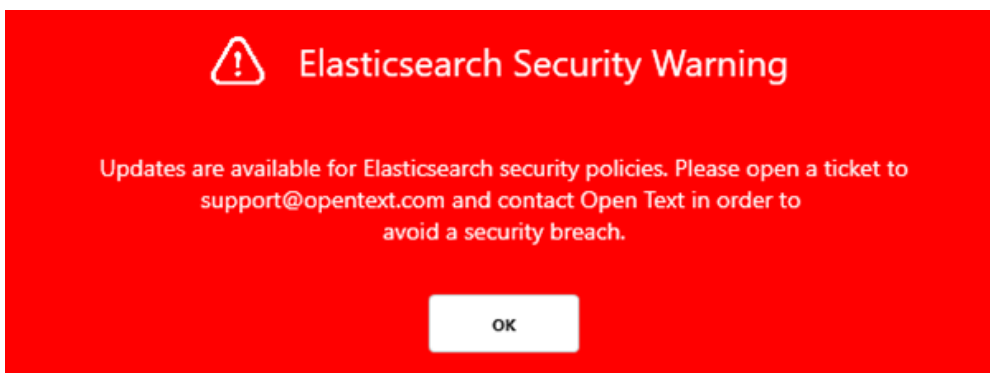 Elasticsearch Security Warning
Updates are available for Elasticsearch security policies. Please open a ticket to
support@opentext.com and contact Open Text in order to
avoid a security breach.
OK